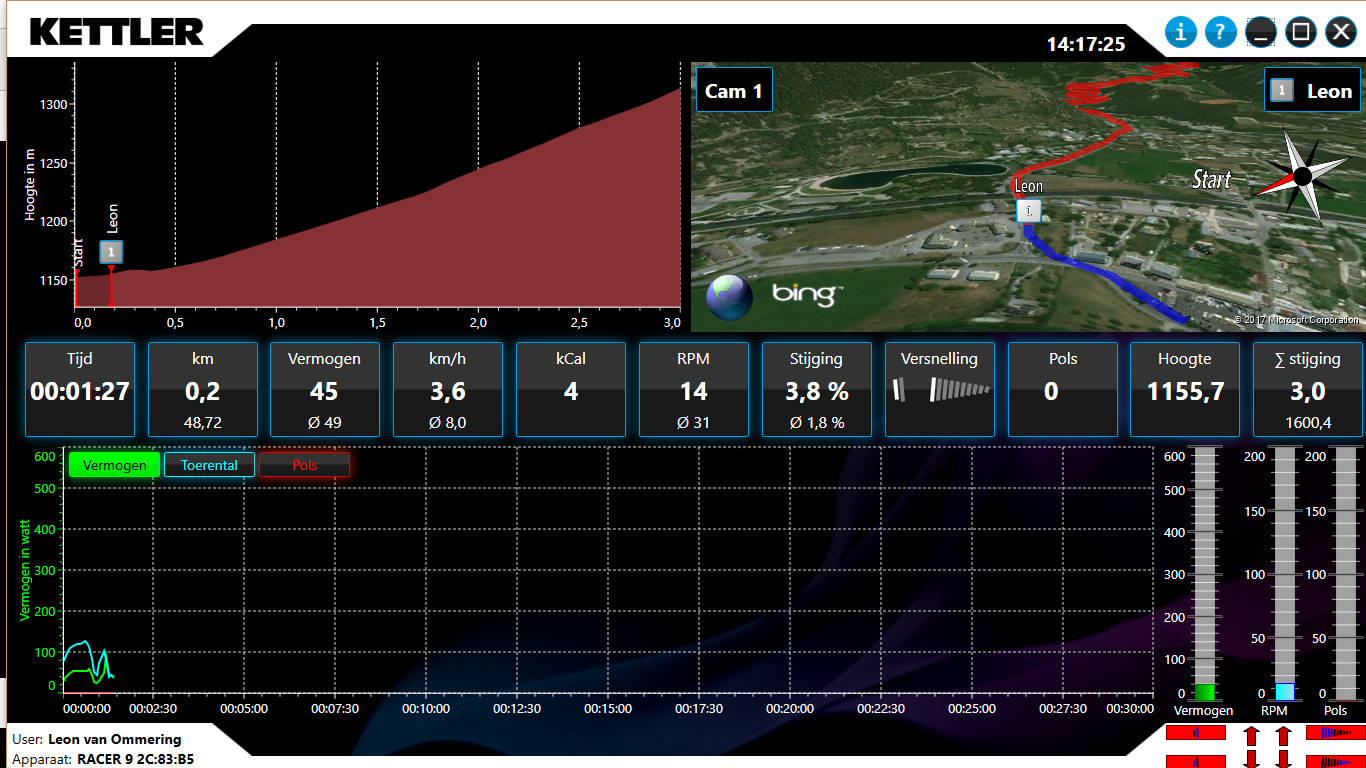 KETTLER
14:17:25
i
?
Hoogte in m
1300
1250
1200
1150
Start
Leon
1
0,0 0,5 1,0 1,5 2,0 2,5 3,0
Cam 1
1 Leon
Leon
1
Start
bing™
© 2017 Microsoft Corporation
Tijd km Vermogen km/h kCal RPM Stijging Versnelling Pols Hoogte ∑ stijging
00:01:27 0,2 45 3,6 4 14 3,8 % 0 1155,7 3,0
48,72 Ø 49 Ø 8,0 Ø 31 Ø 1,8 % 1600,4
Vermogen Toerental Pols
Vermogen in watt
600
500
400
300
200
100
0
00:00:00 00:02:30 00:05:00 00:07:30 00:10:00 00:12:30 00:15:00 00:17:30 00:20:00 00:22:30 00:25:00 00:27:30 00:30:00
600
500
400
300
200
100
0
Vermogen
200
150
100
50
0
RPM
200
150
100
50
0
Pols
User: Leon van Ommering
Apparaat: RACER 9 2C:83:B5